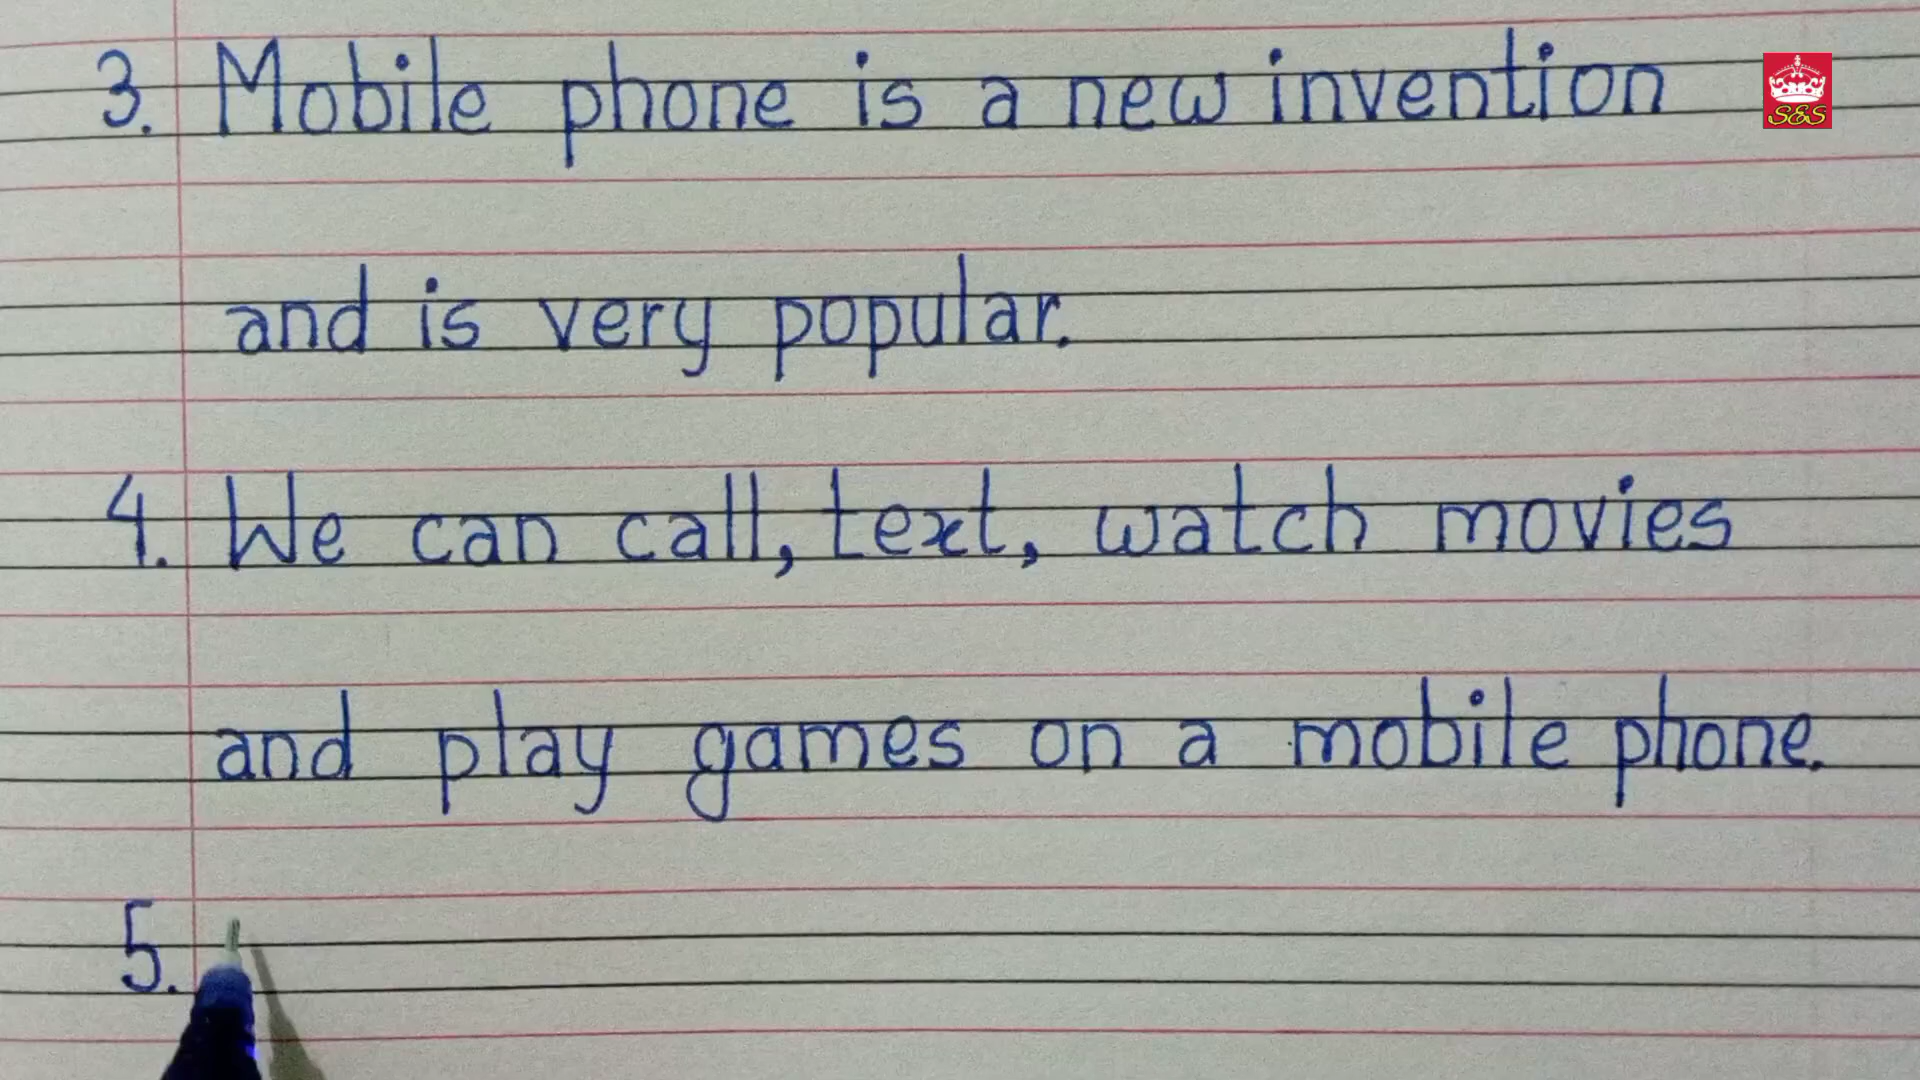 3. Mobile phone is a new invention
and is very popular.
4. We can call, text, watch movies
and play games on a mobile phone.
5.
S&S